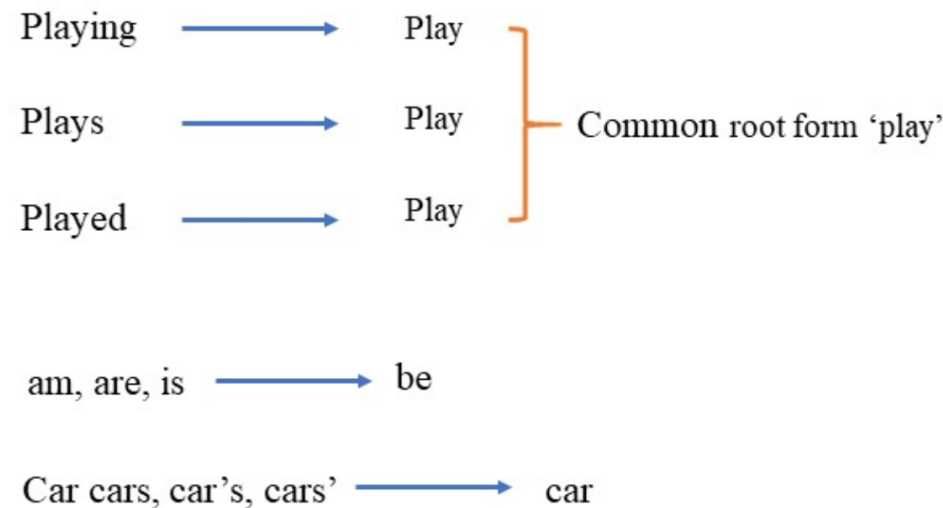 Playing Play
Plays Play
Common root form ‘play’
Played Play
am, are, is be
Car cars, car’s, cars’ car